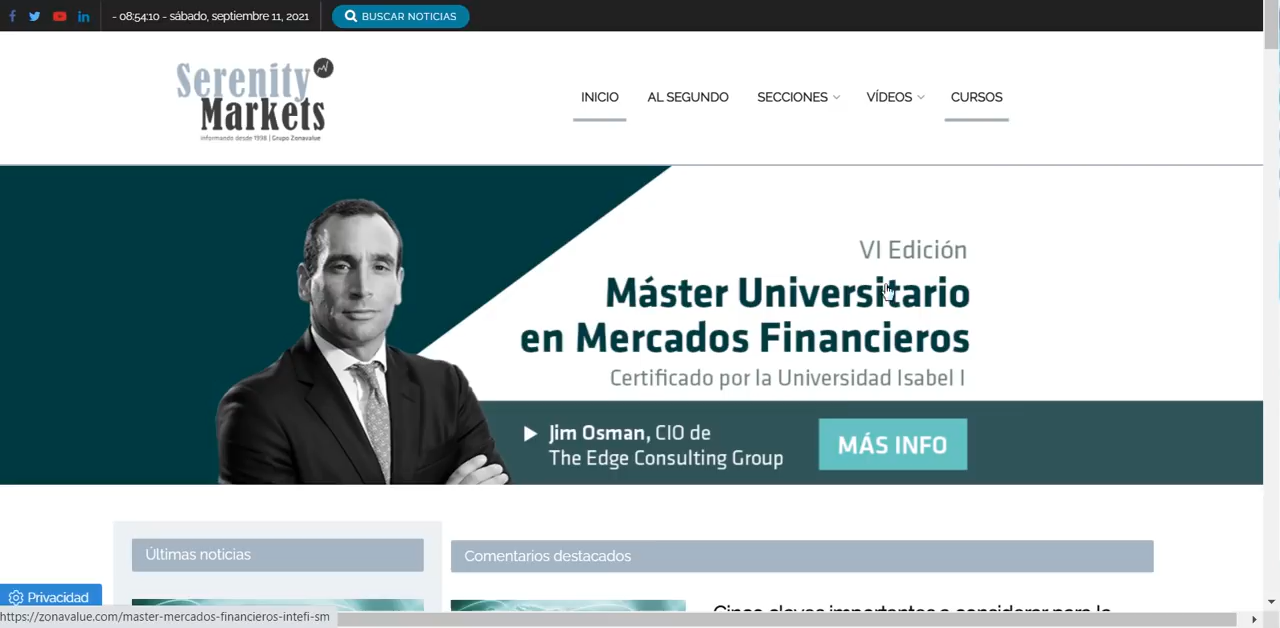 - 08:54:10 - sábado, septiembre 11, 2021
BUSCAR NOTICIAS
Serenity
Markets
informando desde 1998 | Grupo Zonavalue
INICIO
AL SEGUNDO
SECCIONES
VÍDEOS
CURSOS
VI Edición
Máster Universitario
en Mercados Financieros
Certificado por la Universidad Isabel I
Jim Osman, CIO de
The Edge Consulting Group
MÁS INFO
Últimas noticias
Comentarios destacados
Cinco claves importantes a considerar para lo
Privacidad
https://zonavalue.com/master-mercados-financieros-intefi-sm